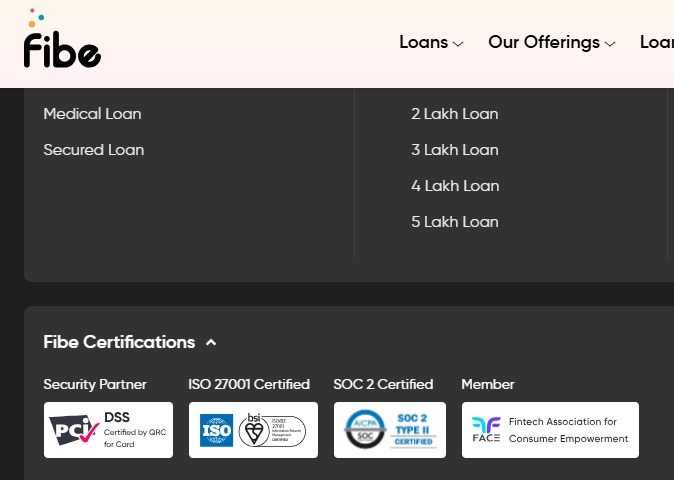 Fibe
Loans
Our Offerings
Loan
Medical Loan
Secured Loan
2 Lakh Loan
3 Lakh Loan
4 Lakh Loan
5 Lakh Loan
Fibe Certifications
Security Partner
ISO 27001 Certified
SOC 2 Certified
Member
PCI
DSS
Certified by QRC
for Card
ISO
bsi
ISO/IEC
27001
Information Security
Management
CERTIFIED
AICPA
SOC
SOC 2
TYPE II
CERTIFIED
FACE
Fintech Association for
Consumer Empowerment